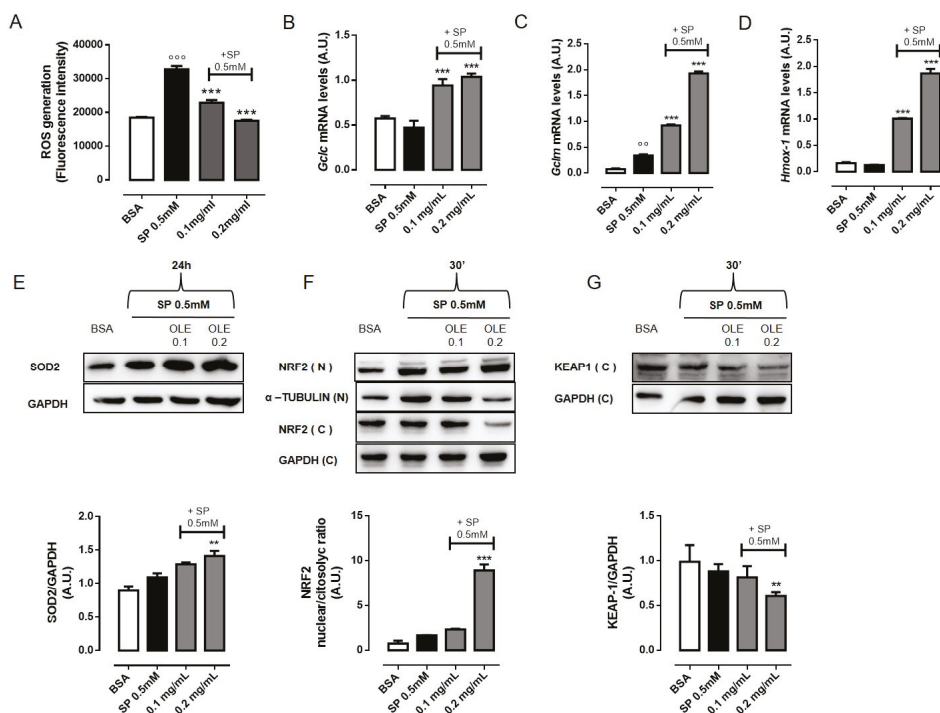 A
ROS generation
(Fluorescence Intensity)
40000
30000
20000
10000
0
°°°
+SP
0.5mM
***
***
BSA
SP 0.5mM
0.1mg/ml
0.2mg/ml
B
Gclc mRNA levels (A.U.)
1.5
1.0
0.5
0.0
+ SP
0.5mM
***
***
BSA
SP 0.5mM
0.1 mg/mL
0.2 mg/mL
C
Gclm mRNA levels (A.U.)
2.5
2.0
1.5
1.0
0.5
0.0
+ SP
0.5mM
°°
***
***
BSA
SP 0.5mM
0.1 mg/mL
0.2 mg/mL
D
Hmox-1 mRNA levels (A.U.)
2.5
2.0
1.5
1.0
0.5
0.0
+ SP
0.5mM
***
***
BSA
SP 0.5mM
0.1 mg/mL
0.2 mg/mL
E
24h
SP 0.5mM
BSA
OLE
0.1
OLE
0.2
SOD2
GAPDH
F
30'
SP 0.5mM
BSA
OLE
0.1
OLE
0.2
NRF2 ( N )
α –TUBULIN (N)
NRF2 ( C )
GAPDH (C)
G
30'
SP 0.5mM
BSA
OLE
0.1
OLE
0.2
KEAP1 ( C )
GAPDH (C)
SOD2/GAPDH
(A.U.)
2.0
1.5
1.0
0.5
0.0
+ SP
0.5mM
**
BSA
SP 0.5mM
0.1 mg/mL
0.2 mg/mL
NRF2
nuclear/citosolyc ratio
(A.U.)
15
10
5
0
+ SP
0.5mM
***
BSA
SP 0.5mM
0.1 mg/mL
0.2 mg/mL
KEAP-1/GAPDH
(A.U.)
1.5
1.0
0.5
0.0
+ SP
0.5mM
**
BSA
SP 0.5mM
0.1 mg/mL
0.2 mg/mL